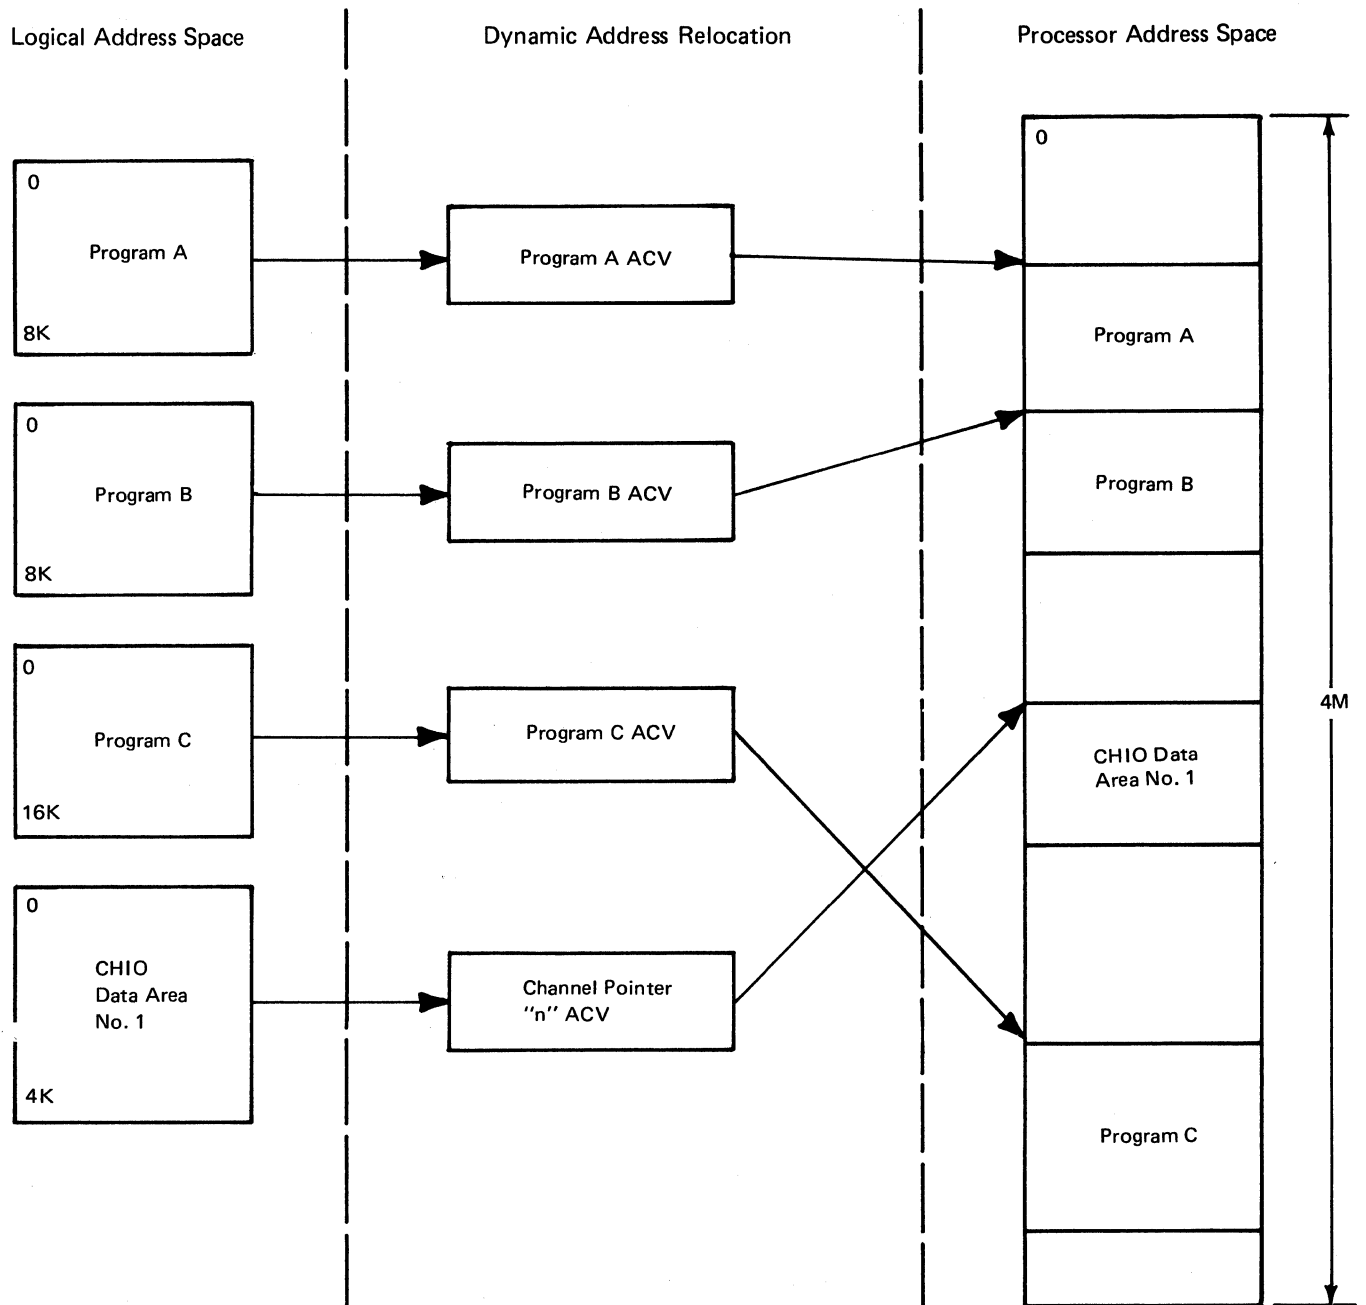 Logical Address Space
Dynamic Address Relocation
Processor Address Space
0
Program A
8K
Program A ACV
0
Program B
8K
Program B ACV
0
Program C
16K
Program C ACV
0
CHIO
Data Area
No. 1
4K
Channel Pointer
"n" ACV
0
Program A
Program B
CHIO Data
Area No. 1
Program C
4M